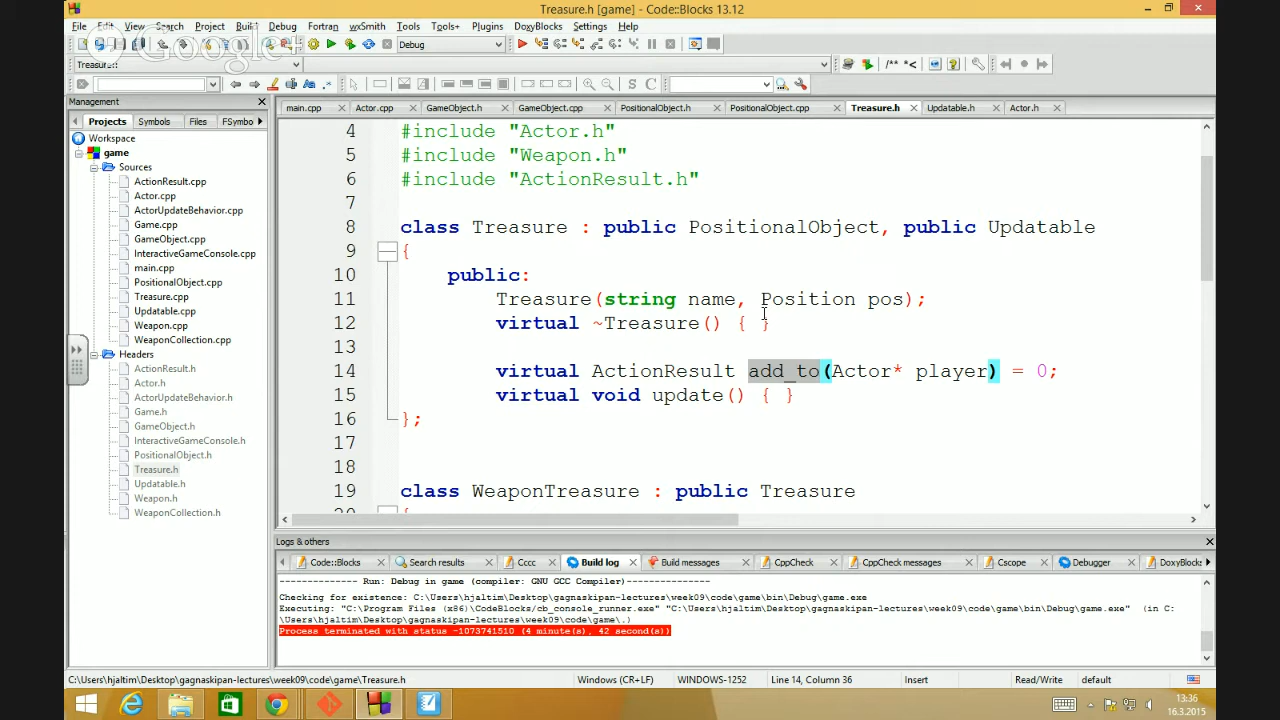 Treasure.h [game] - Code::Blocks 13.12
File Edit View Search Project Build Debug Fortran wxSmith Tools Tools+ Plugins DoxyBlocks Settings Help
Google+
Debug
Treasure::
/** *<
S C
Management
main.cpp Actor.cpp GameObject.h GameObject.cpp PositionalObject.h PositionalObject.cpp Treasure.h Updatable.h Actor.h
Projects Symbols Files FSymbo
Workspace
game
Sources
ActionResult.cpp
Actor.cpp
ActorUpdateBehavior.cpp
Game.cpp
GameObject.cpp
InteractiveGameConsole.cpp
main.cpp
PositionalObject.cpp
Treasure.cpp
Updatable.cpp
Weapon.cpp
WeaponCollection.cpp
Headers
ActionResult.h
Actor.h
ActorUpdateBehavior.h
Game.h
GameObject.h
InteractiveGameConsole.h
PositionalObject.h
Treasure.h
Updatable.h
Weapon.h
WeaponCollection.h
4 #include "Actor.h"
5 #include "Weapon.h"
6 #include "ActionResult.h"
7
8 class Treasure : public PositionalObject, public Updatable
9 {
10 public:
11 Treasure(string name, Position pos);
12 virtual ~Treasure() { }
13
14 virtual ActionResult add_to(Actor* player) = 0;
15 virtual void update() { }
16 };
17
18
19 class WeaponTreasure : public Treasure
20 {
Logs & others
Code::Blocks Search results Cccc Build log Build messages CppCheck CppCheck messages Cscope Debugger DoxyBlocks
-------------- Run: Debug in game (compiler: GNU GCC Compiler)---------------
Checking for existence: C:\Users\hjaltim\Desktop\gagnaskipan-lectures\week09\code\game\bin\Debug\game.exe
Executing: "C:\Program Files (x86)\CodeBlocks/cb_console_runner.exe" "C:\Users\hjaltim\Desktop\gagnaskipan-lectures\week09\code\game\bin\Debug\game.exe" (in C:
\Users\hjaltim\Desktop\gagnaskipan-lectures\week09\code\game\.)
Process terminated with status -1073741510 (4 minute(s), 42 second(s))
C:\Users\hjaltim\Desktop\gagnaskipan-lectures\week09\code\game\Treasure.h Windows (CR+LF) WINDOWS-1252 Line 14, Column 36 Insert Read/Write default
13:36
16.3.2015